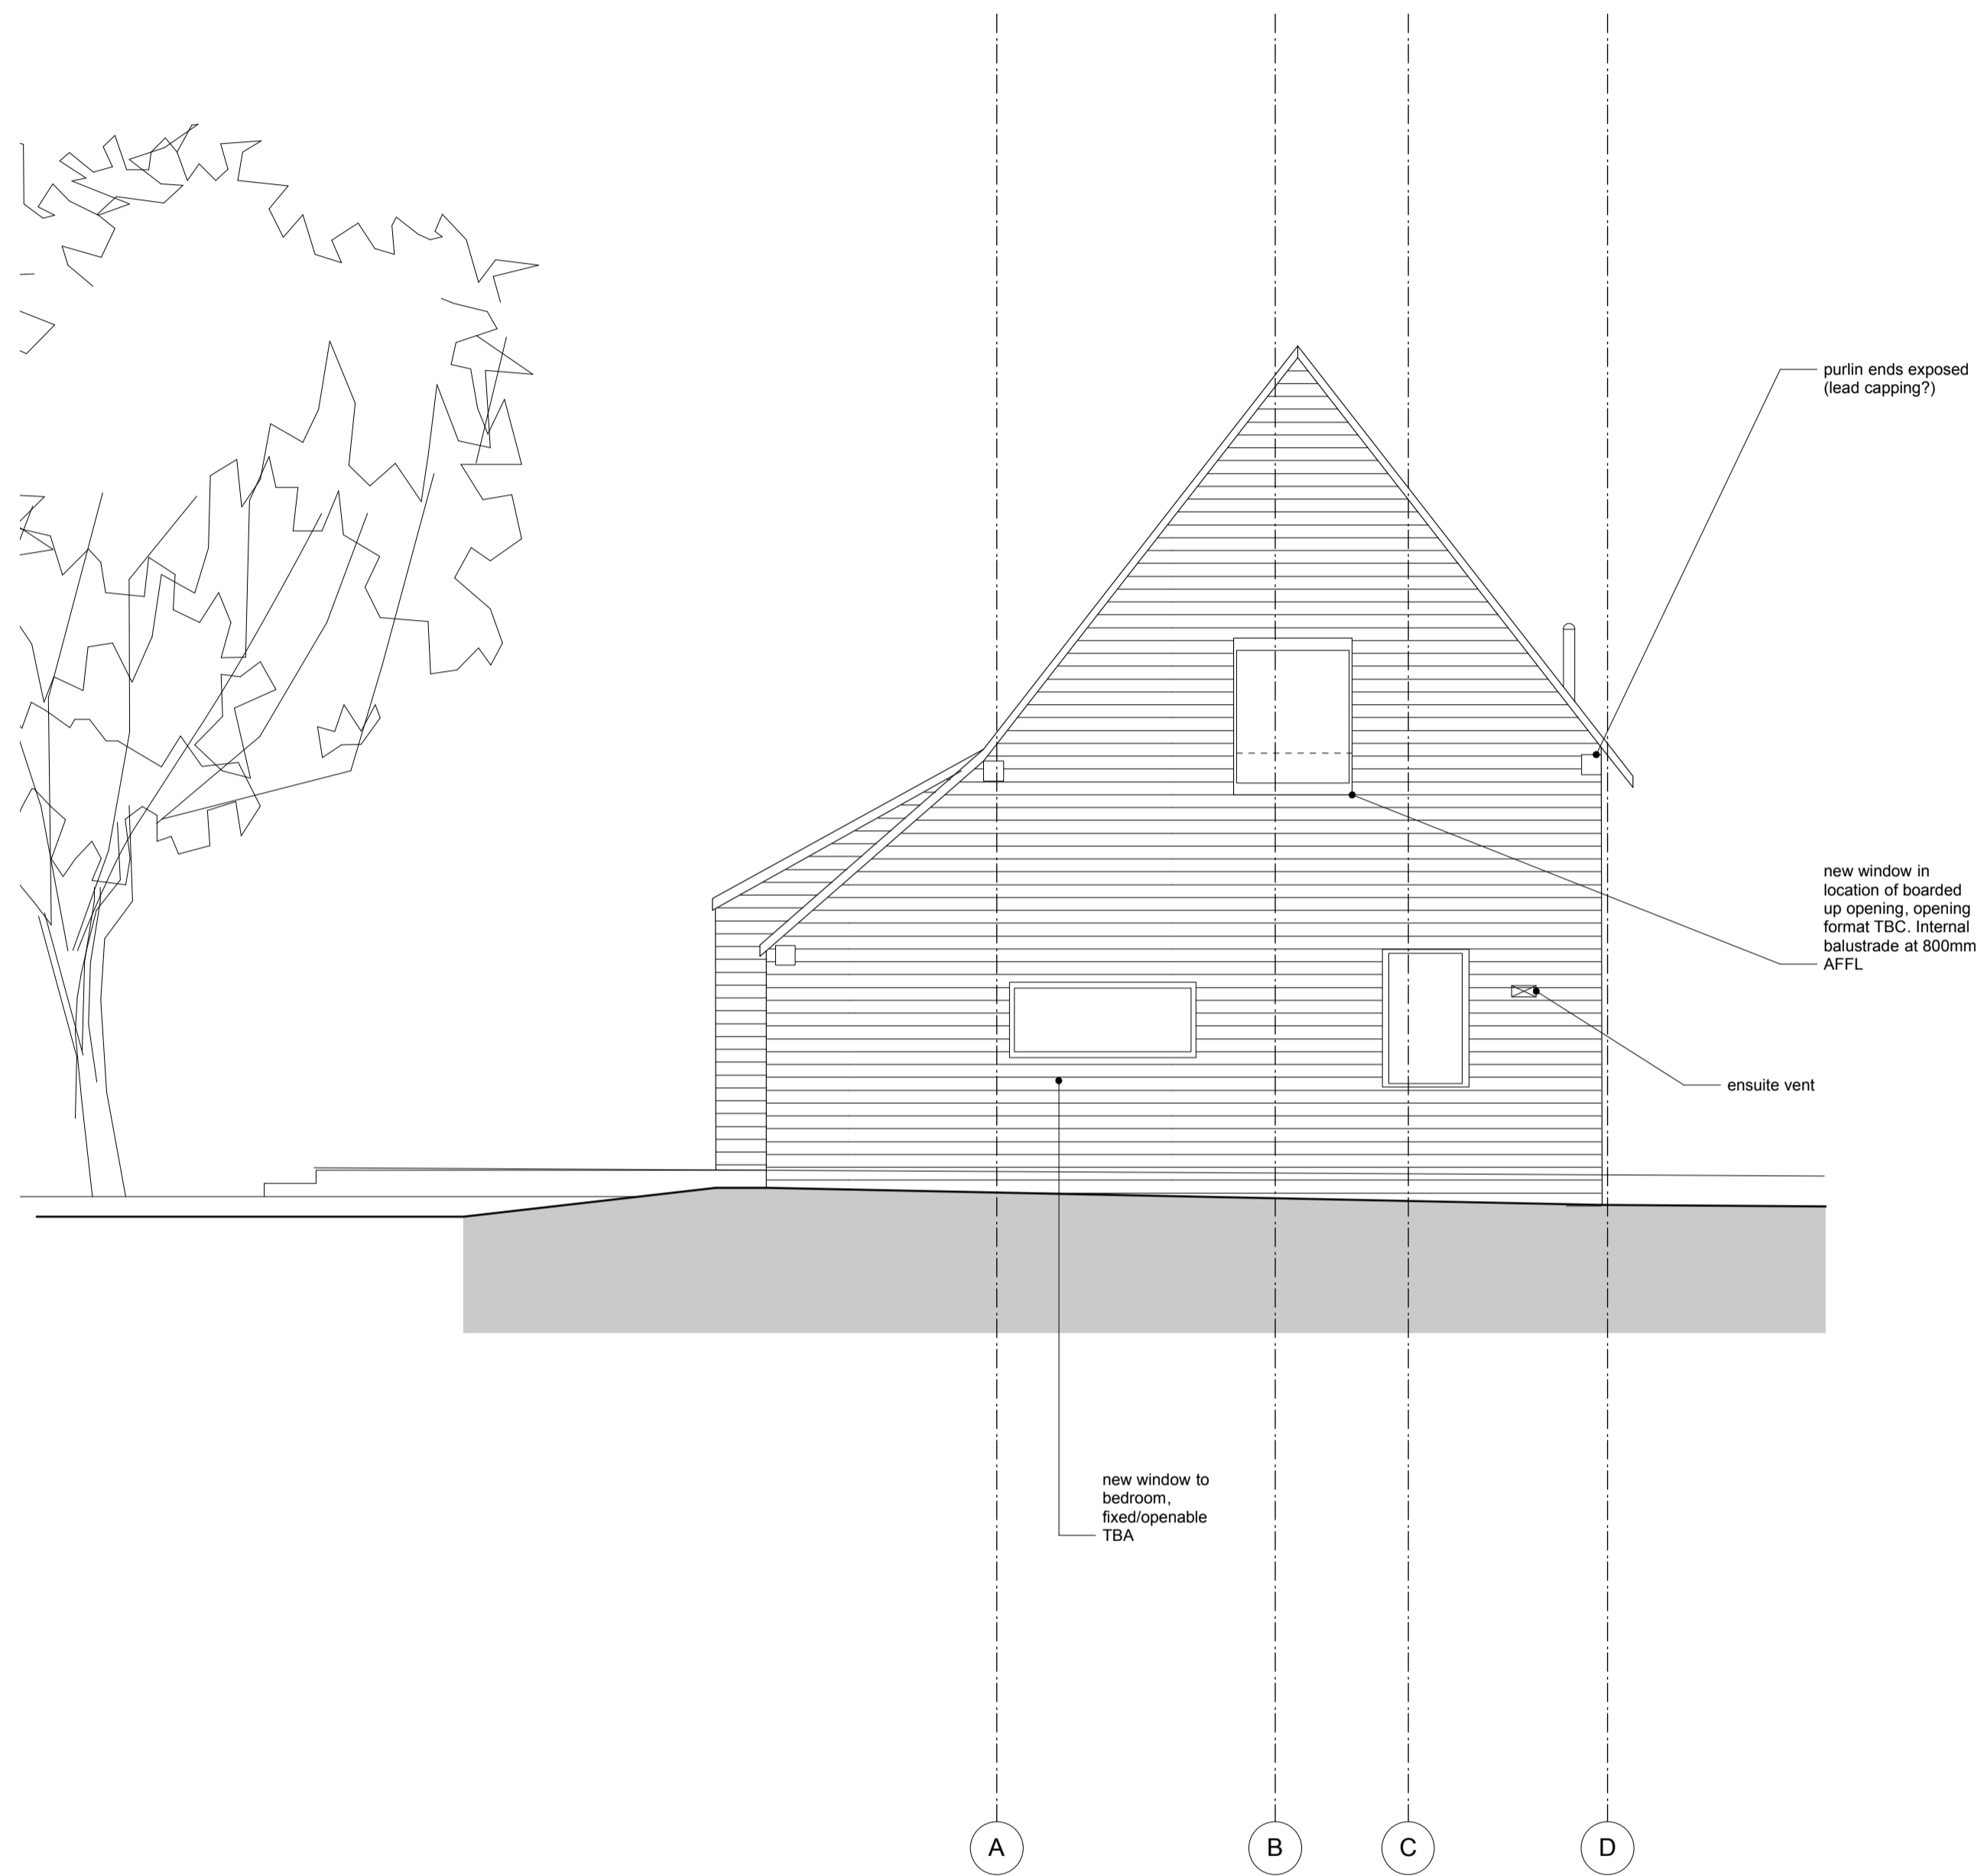 purlin ends exposed
(lead capping?)
new window in
location of boarded
up opening, opening
format TBC. Internal
balustrade at 800mm
AFFL
ensuite vent
new window to
bedroom,
fixed/openable
TBA
A B C D